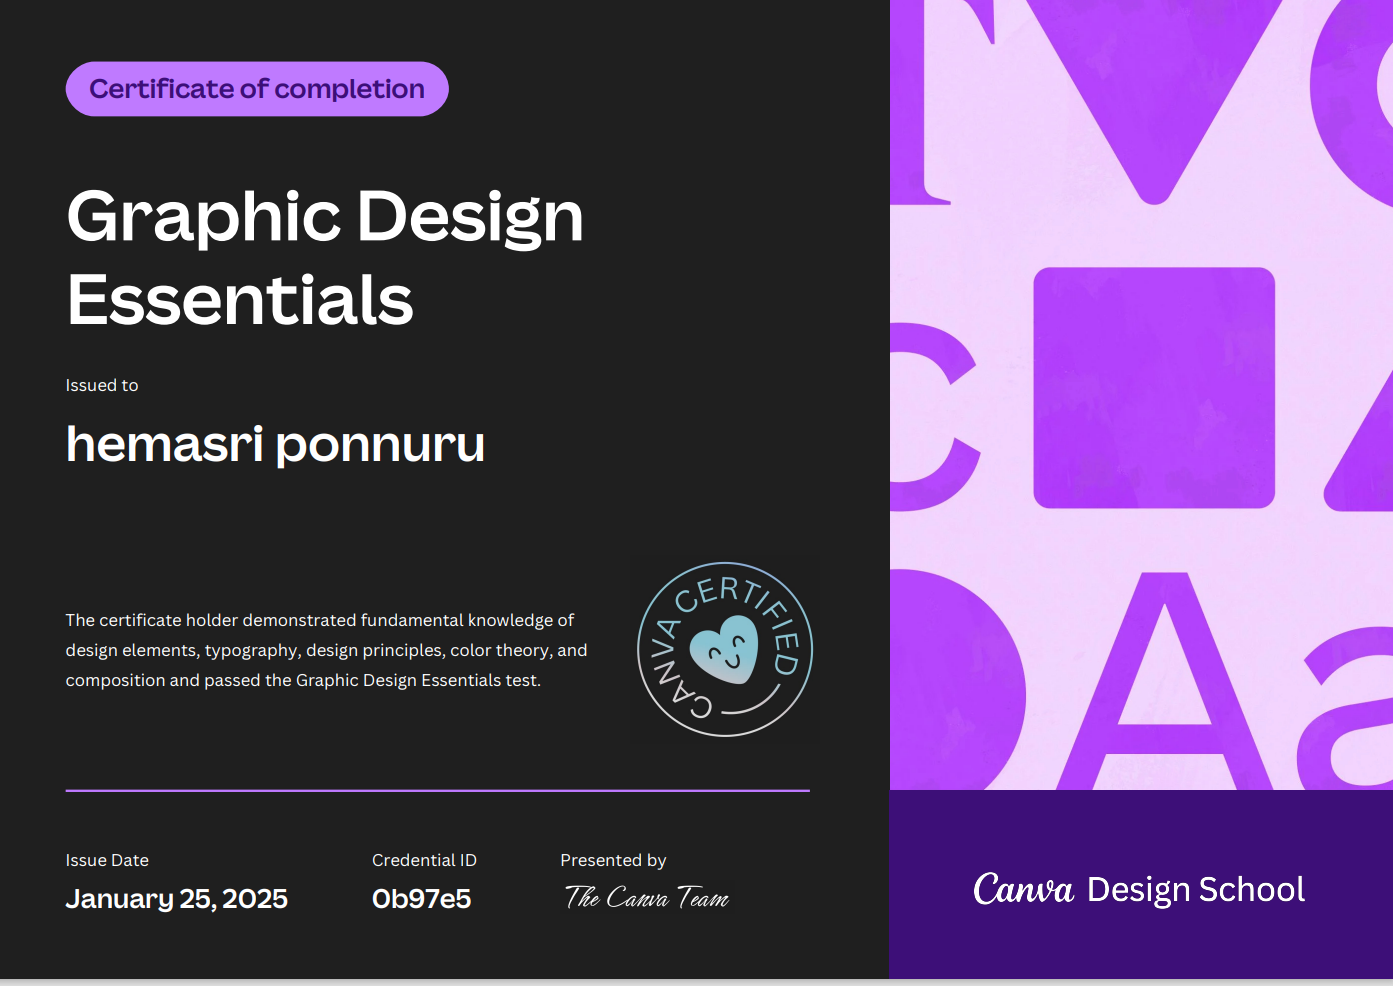 Certificate of completion
Graphic Design
Essentials
Issued to
hemasri ponnuru
The certificate holder demonstrated fundamental knowledge of
design elements, typography, design principles, color theory, and
composition and passed the Graphic Design Essentials test.
CANVA CERTIFIED
Issue Date
January 25, 2025
Credential ID
0b97e5
Presented by
The Canva Team
c
Aa
Canva Design School